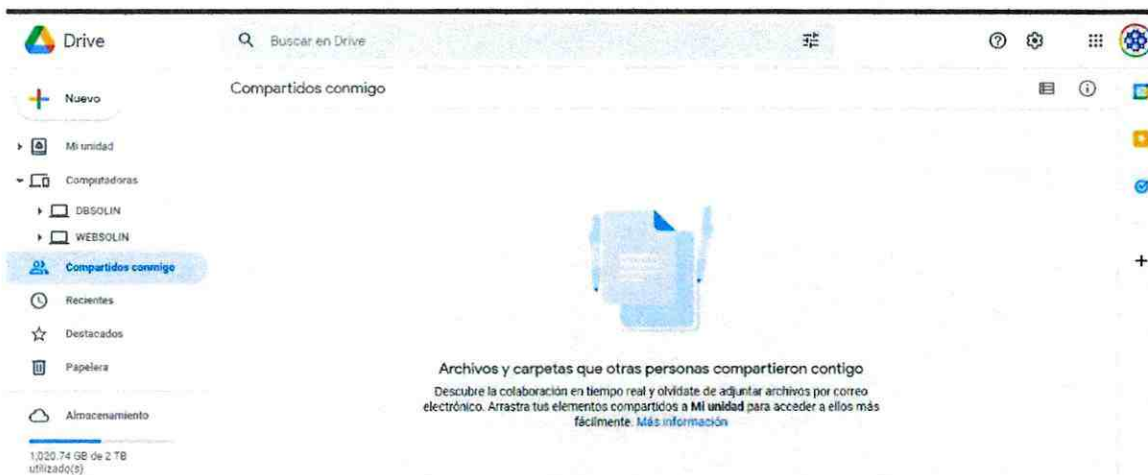 Drive
Buscar en Drive
Nuevo
Compartidos conmigo
Mi unidad
Computadoras
DBSOLIN
WEBSOLIN
Compartidos conmigo
Recientes
Destacados
Papelera
Almacenamiento
1,020.74 GB de 2 TB
utilizado(s)
Archivos y carpetas que otras personas compartieron contigo
Descubre la colaboración en tiempo real y olvídate de adjuntar archivos por correo
electrónico. Arrastra tus elementos compartidos a Mi unidad para acceder a ellos más
fácilmente. Más información